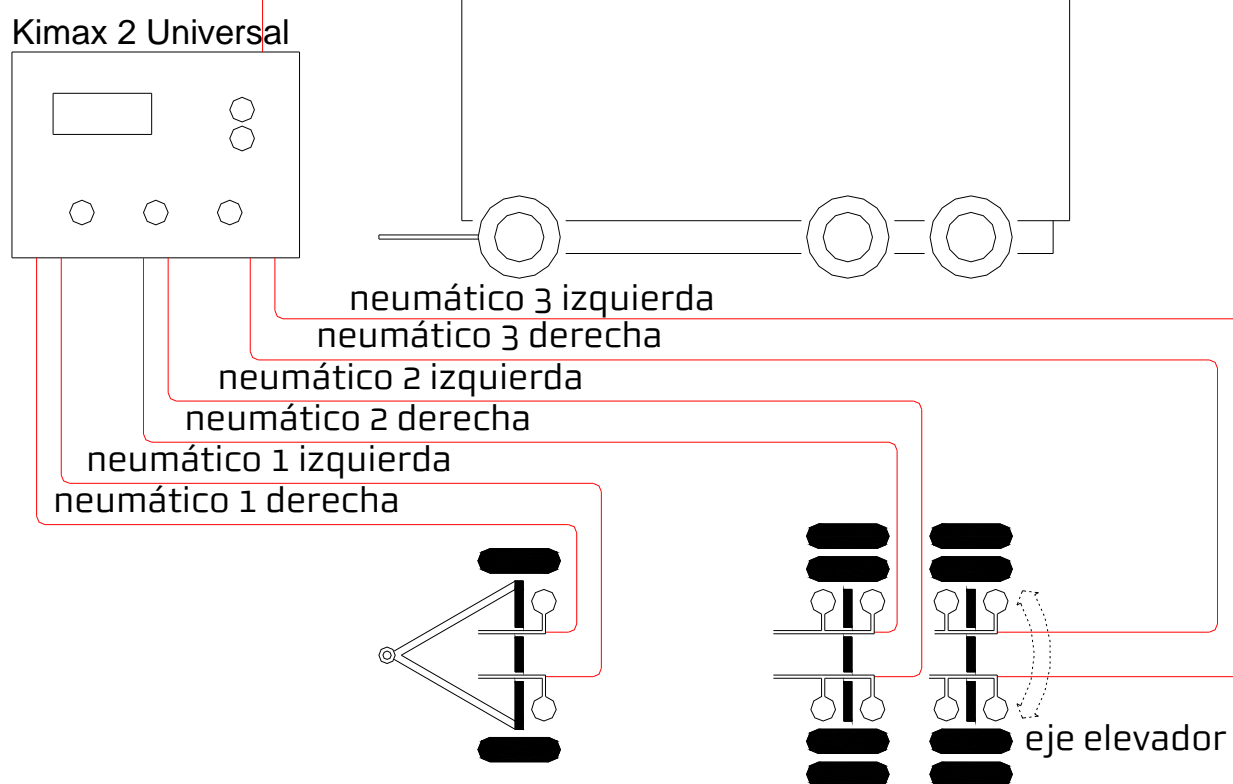 Kimax 2 Universal
neumático 3 izquierda
neumático 3 derecha
neumático 2 izquierda
neumático 2 derecha
neumático 1 izquierda
neumático 1 derecha
eje elevador